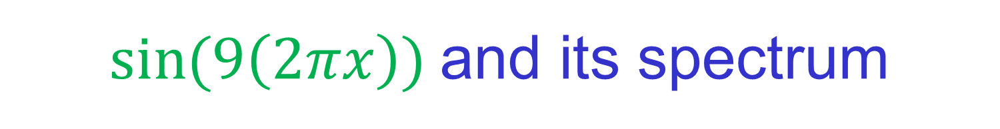 sin(9(2πx)) and its spectrum